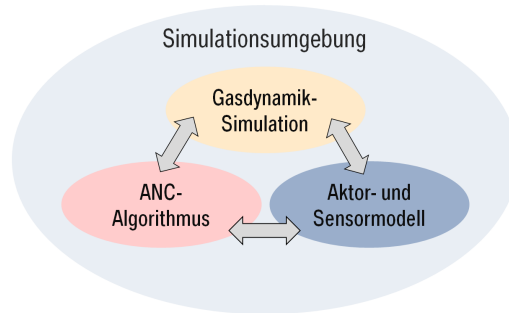 Simulationsumgebung
Gasdynamik-
Simulation
ANC-
Algorithmus
Aktor- und
Sensormodell